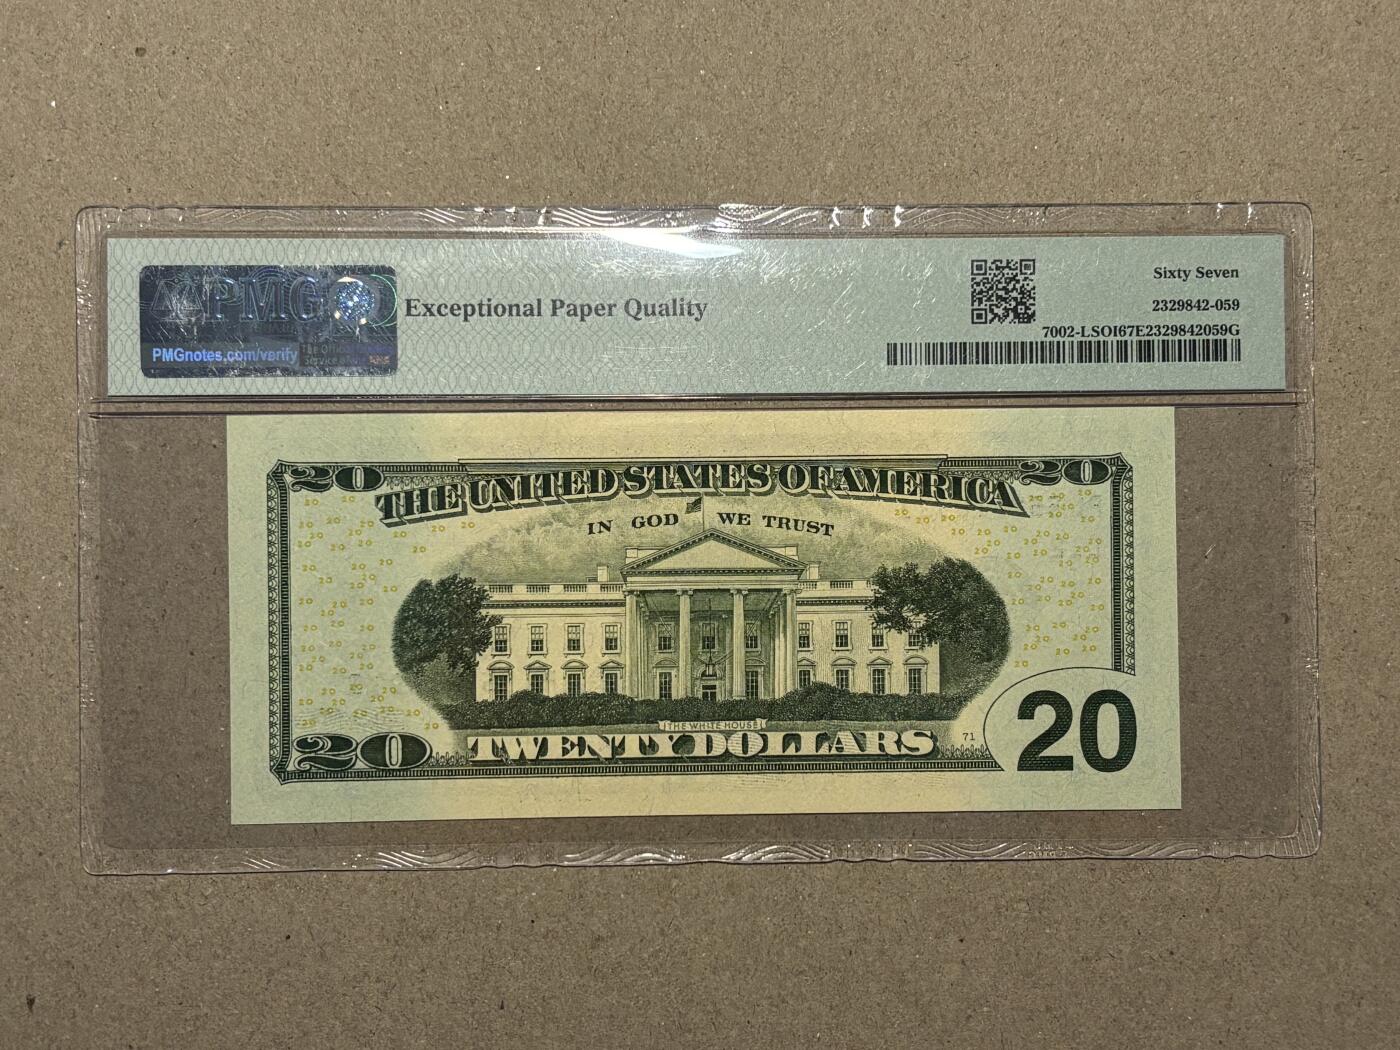 PMG
PMGnotes.com/verify
Exceptional Paper Quality
Sixty Seven
2329842-059
7002-LSOI67E2329842059G
20
20
THE UNITED STATES OF AMERICA
IN GOD WE TRUST
THE WHITE HOUSE
20
TWENTY DOLLARS
71
20